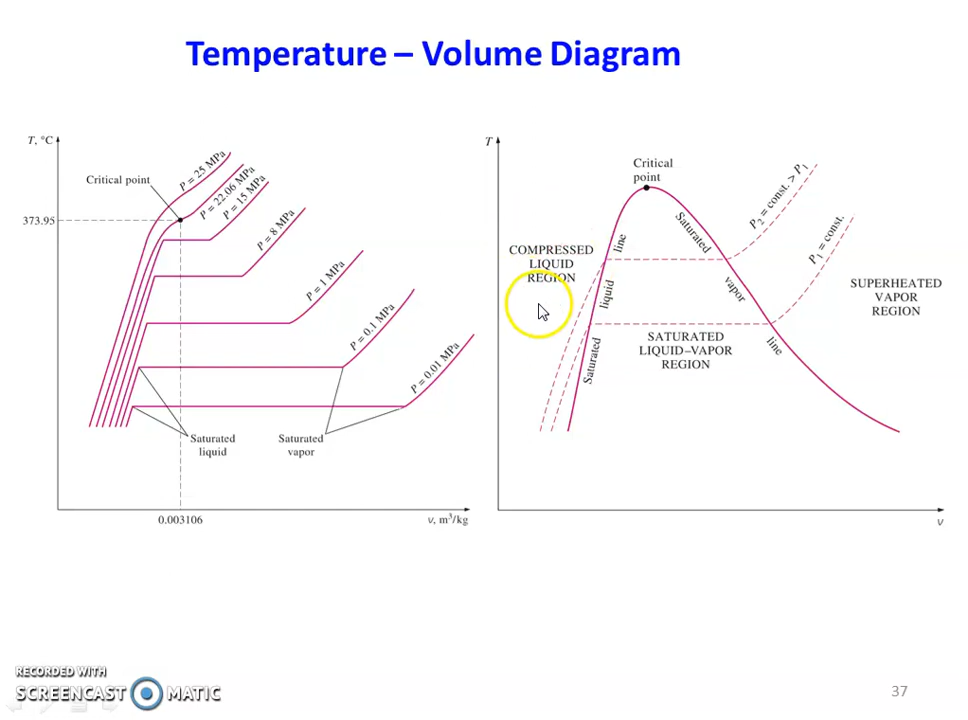 Temperature – Volume Diagram
T, °C
Critical point
373.95
P = 25 MPa
P = 22.06 MPa
P = 15 MPa
P = 8 MPa
P = 1 MPa
P = 0.1 MPa
P = 0.01 MPa
Saturated
liquid
Saturated
vapor
0.003106
v, m³/kg
T
Critical
point
COMPRESSED
LIQUID
REGION
Saturated
liquid
line
Saturated
vapor
line
P₂ = const. > P₁
P₁ = const.
SATURATED
LIQUID–VAPOR
REGION
SUPERHEATED
VAPOR
REGION
v
RECORDED WITH
SCREENCAST MATIC
37